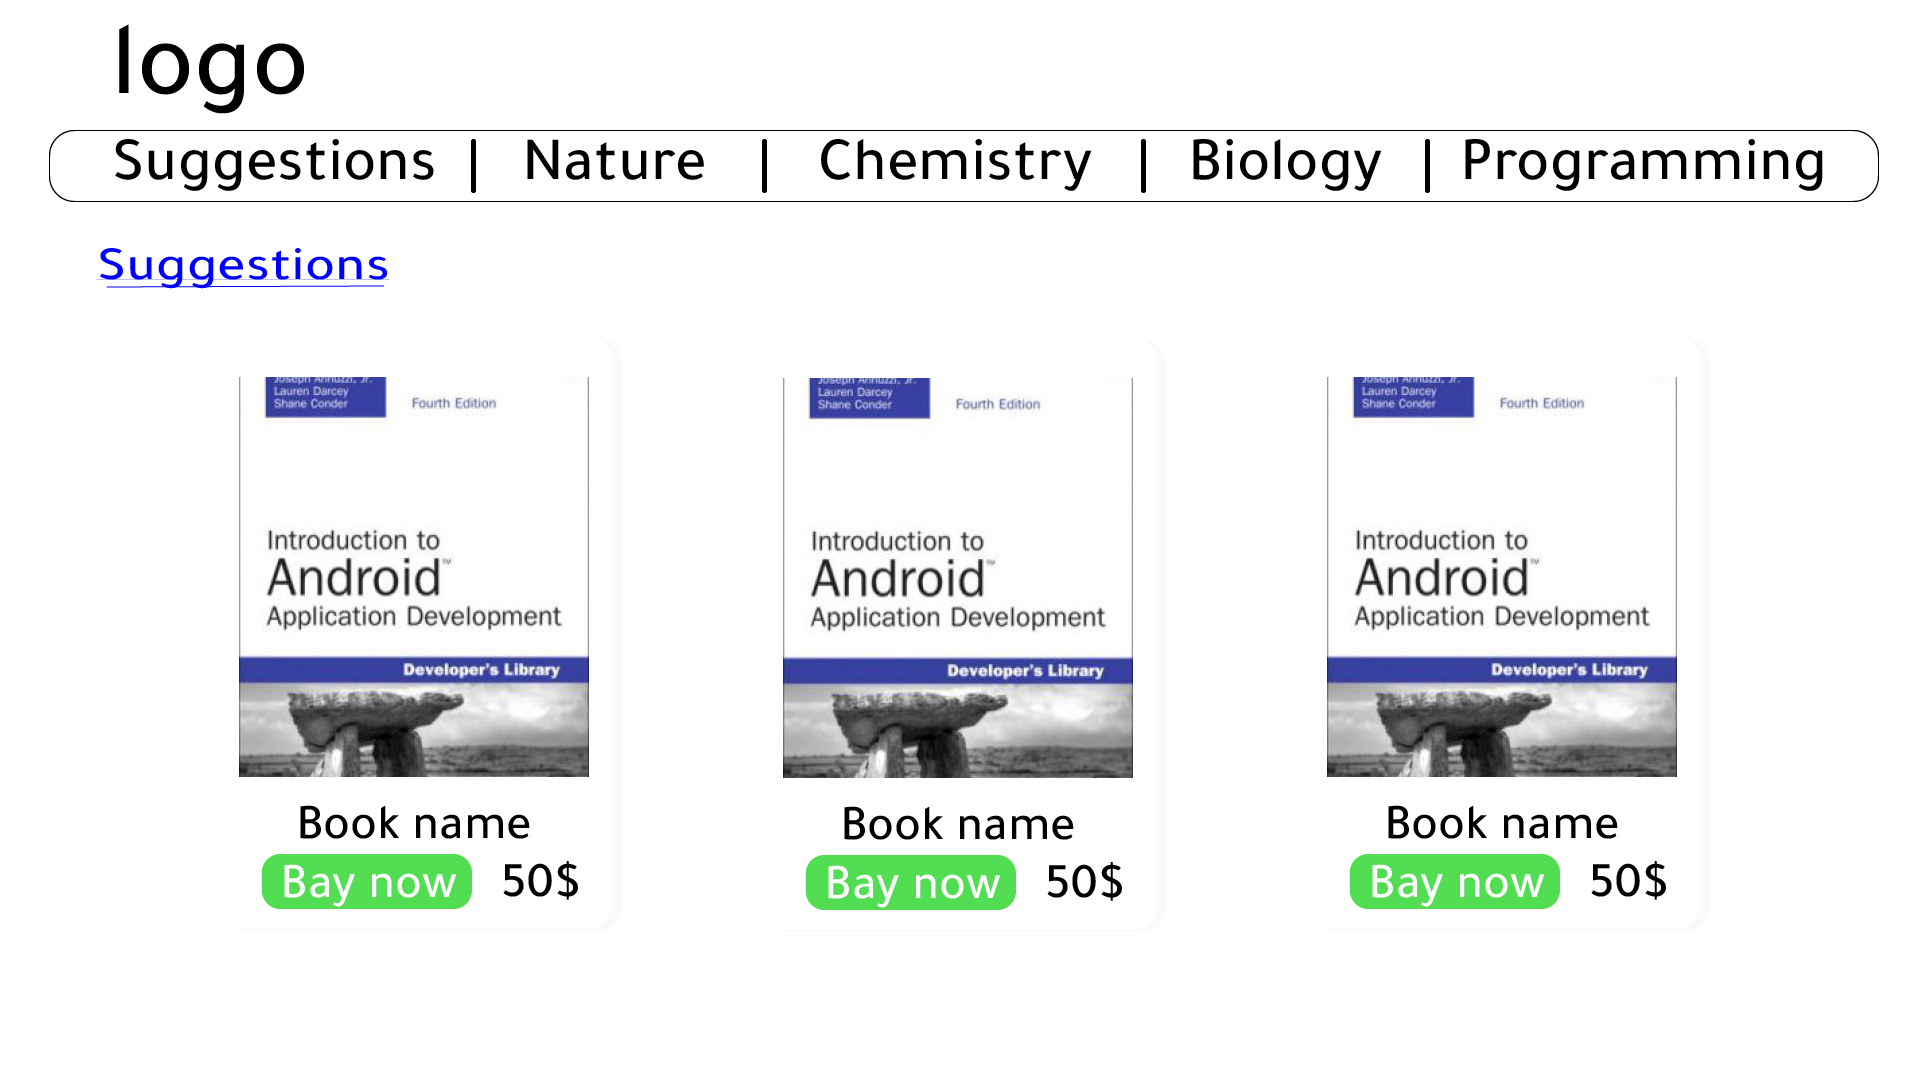 logo
Suggestions | Nature | Chemistry | Biology | Programming
Suggestions
Joseph Annuzzi, Jr.
Lauren Darcey
Shane Conder
Fourth Edition
Introduction to
Android™
Application Development
Developer's Library
Book name
Bay now 50$
Joseph Annuzzi, Jr.
Lauren Darcey
Shane Conder
Fourth Edition
Introduction to
Android™
Application Development
Developer's Library
Book name
Bay now 50$
Joseph Annuzzi, Jr.
Lauren Darcey
Shane Conder
Fourth Edition
Introduction to
Android™
Application Development
Developer's Library
Book name
Bay now 50$